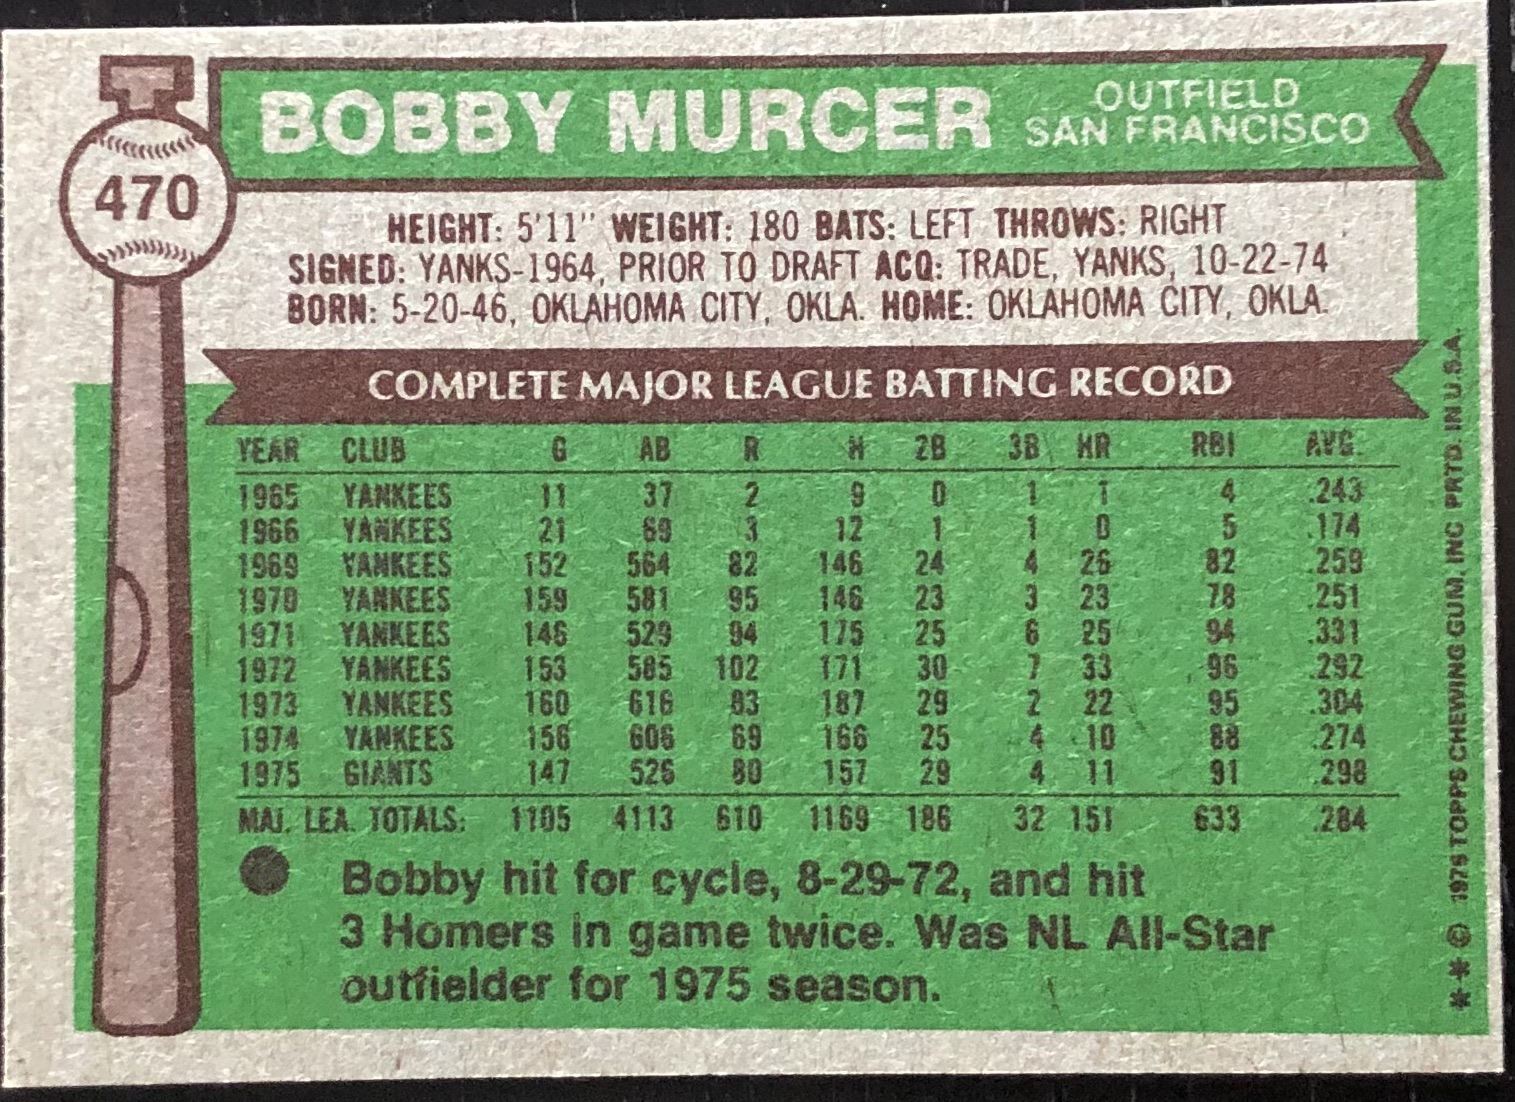 470
BOBBY MURCER
OUTFIELD
SAN FRANCISCO
HEIGHT: 5'11" WEIGHT: 180 BATS: LEFT THROWS: RIGHT
SIGNED: YANKS-1964, PRIOR TO DRAFT ACQ: TRADE, YANKS, 10-22-74
BORN: 5-20-46, OKLAHOMA CITY, OKLA. HOME: OKLAHOMA CITY, OKLA.
COMPLETE MAJOR LEAGUE BATTING RECORD
YEAR CLUB G AB R H 2B 3B HR RBI AVG.
1965 YANKEES 11 37 2 9 0 1 1 4 .243
1966 YANKEES 21 69 3 12 1 1 0 5 .174
1969 YANKEES 152 564 82 146 24 4 26 82 .259
1970 YANKEES 159 581 95 146 23 3 23 78 .251
1971 YANKEES 146 529 94 175 25 6 25 94 .331
1972 YANKEES 153 585 102 171 30 7 33 96 .292
1973 YANKEES 160 616 83 187 29 2 22 95 .304
1974 YANKEES 156 606 69 166 25 4 10 88 .274
1975 GIANTS 147 526 80 157 29 4 11 91 .298
MAJ. LEA. TOTALS: 1105 4113 610 1169 186 32 151 633 .284
Bobby hit for cycle, 8-29-72, and hit
3 Homers in game twice. Was NL All-Star
outfielder for 1975 season.
** © 1976 TOPPS CHEWING GUM, INC PRTD. IN U.S.A.